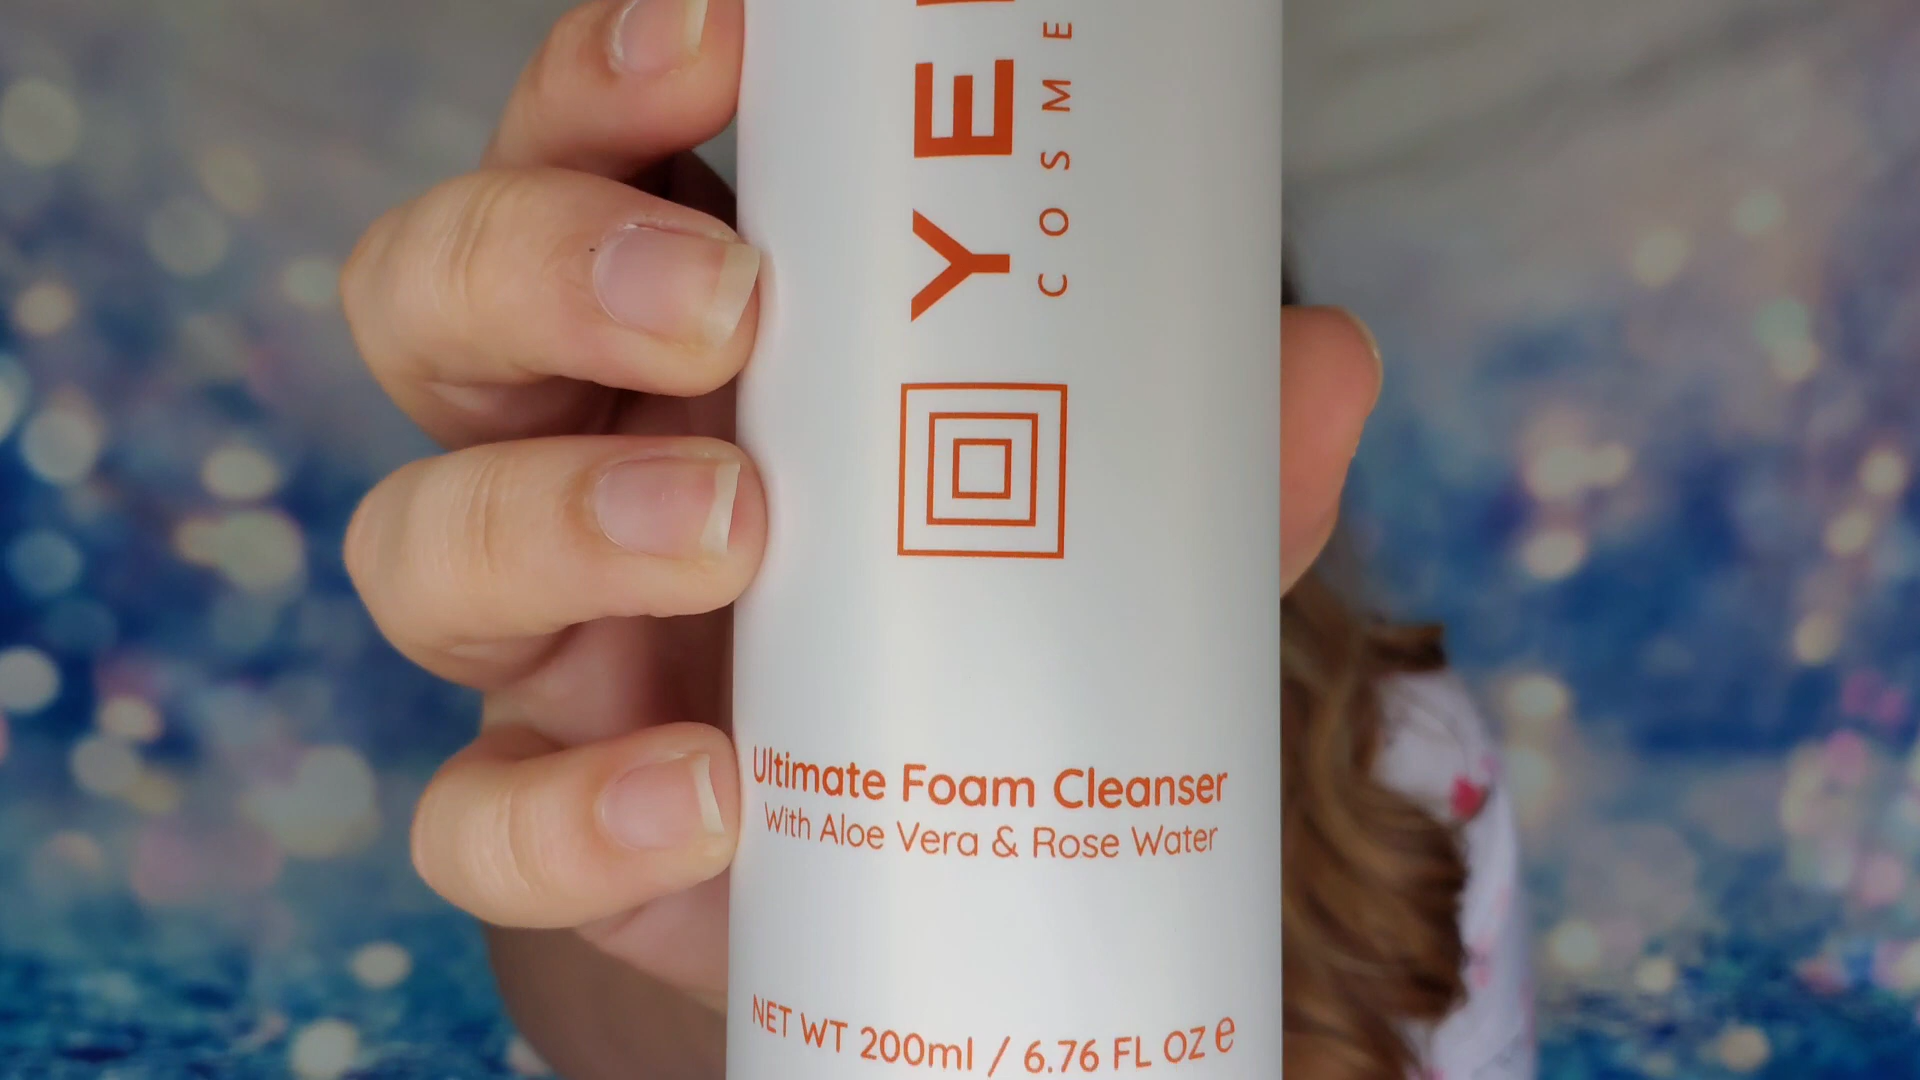 YE
COSME
Ultimate Foam Cleanser
With Aloe Vera & Rose Water
NET WT 200ml / 6.76 FL OZ e